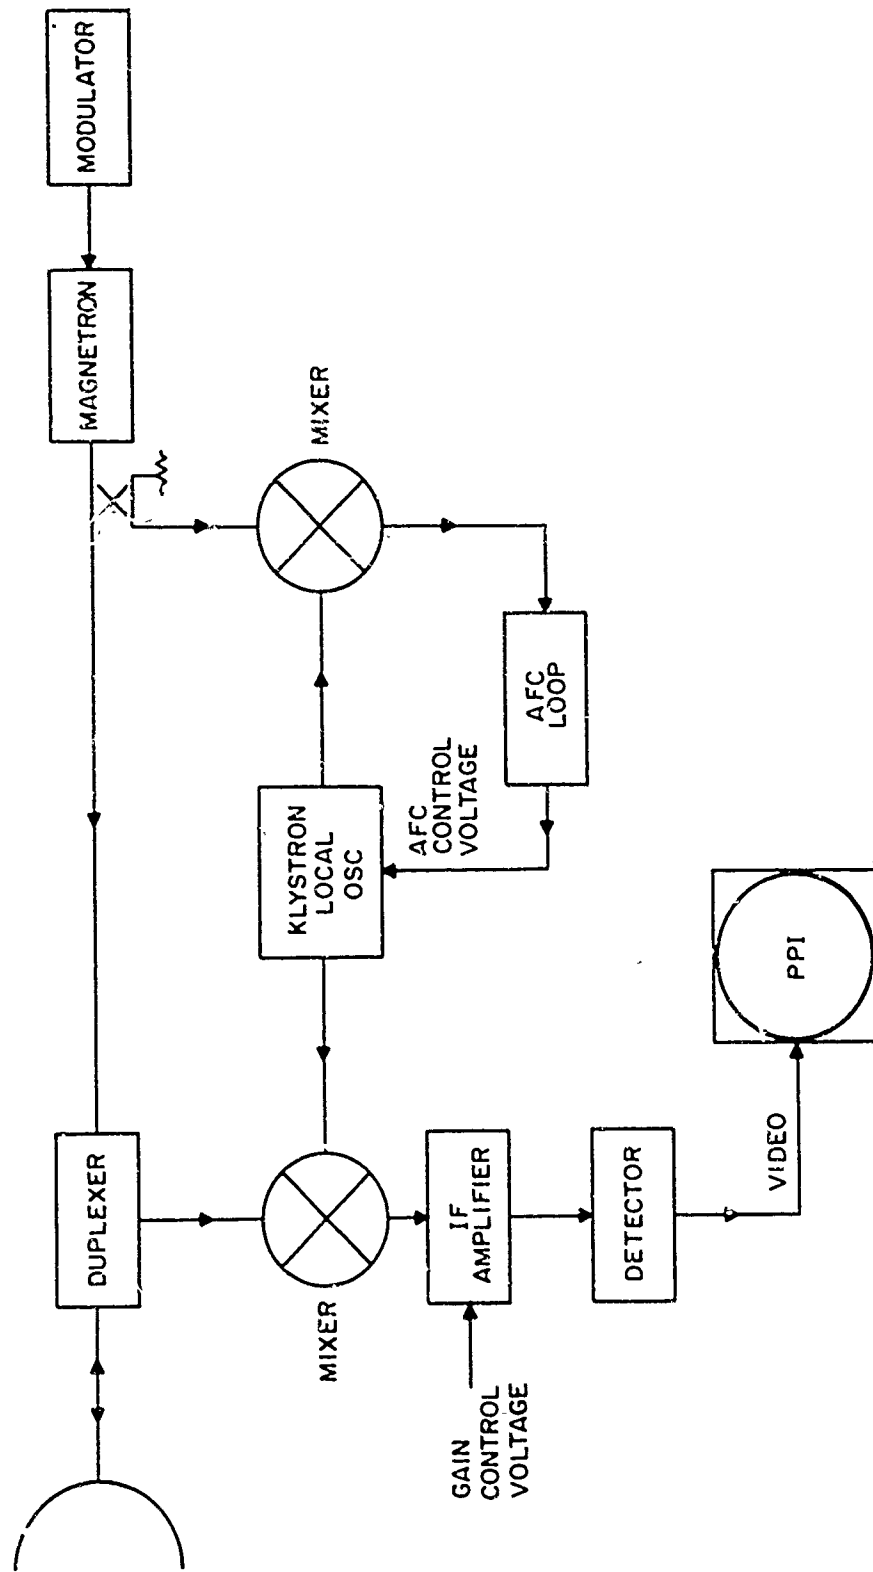 MODULATOR
MAGNETRON
DUPLEXER
MIXER
KLYSTRON
LOCAL
OSC
MIXER
AFC
CONTROL
VOLTAGE
AFC
LOOP
GAIN
CONTROL
VOLTAGE
IF
AMPLIFIER
DETECTOR
VIDEO
PPI